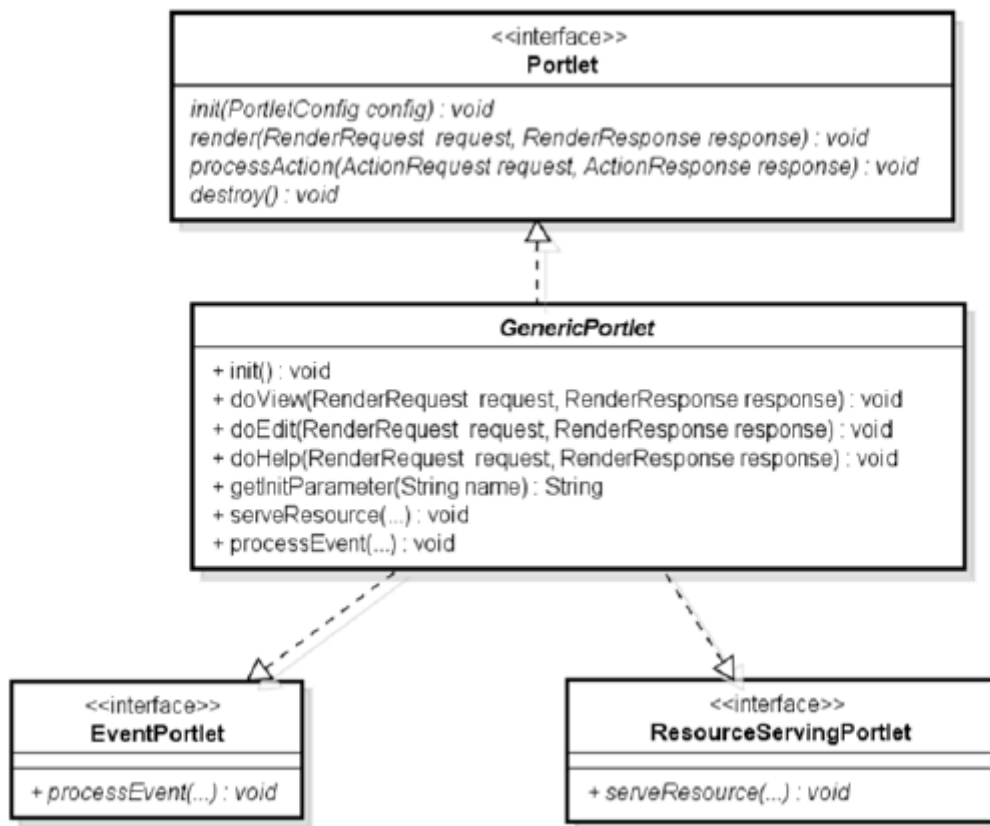 <<interface>>
Portlet
init(PortletConfig config) : void
render(RenderRequest request, RenderResponse response) : void
processAction(ActionRequest request, ActionResponse response) : void
destroy() : void
GenericPortlet
+ init() : void
+ doView(RenderRequest request, RenderResponse response) : void
+ doEdit(RenderRequest request, RenderResponse response) : void
+ doHelp(RenderRequest request, RenderResponse response) : void
+ getInitParameter(String name) : String
+ serveResource(...) : void
+ processEvent(...) : void
<<interface>>
EventPortlet
+ processEvent(...) : void
<<interface>>
ResourceServingPortlet
+ serveResource(...) : void